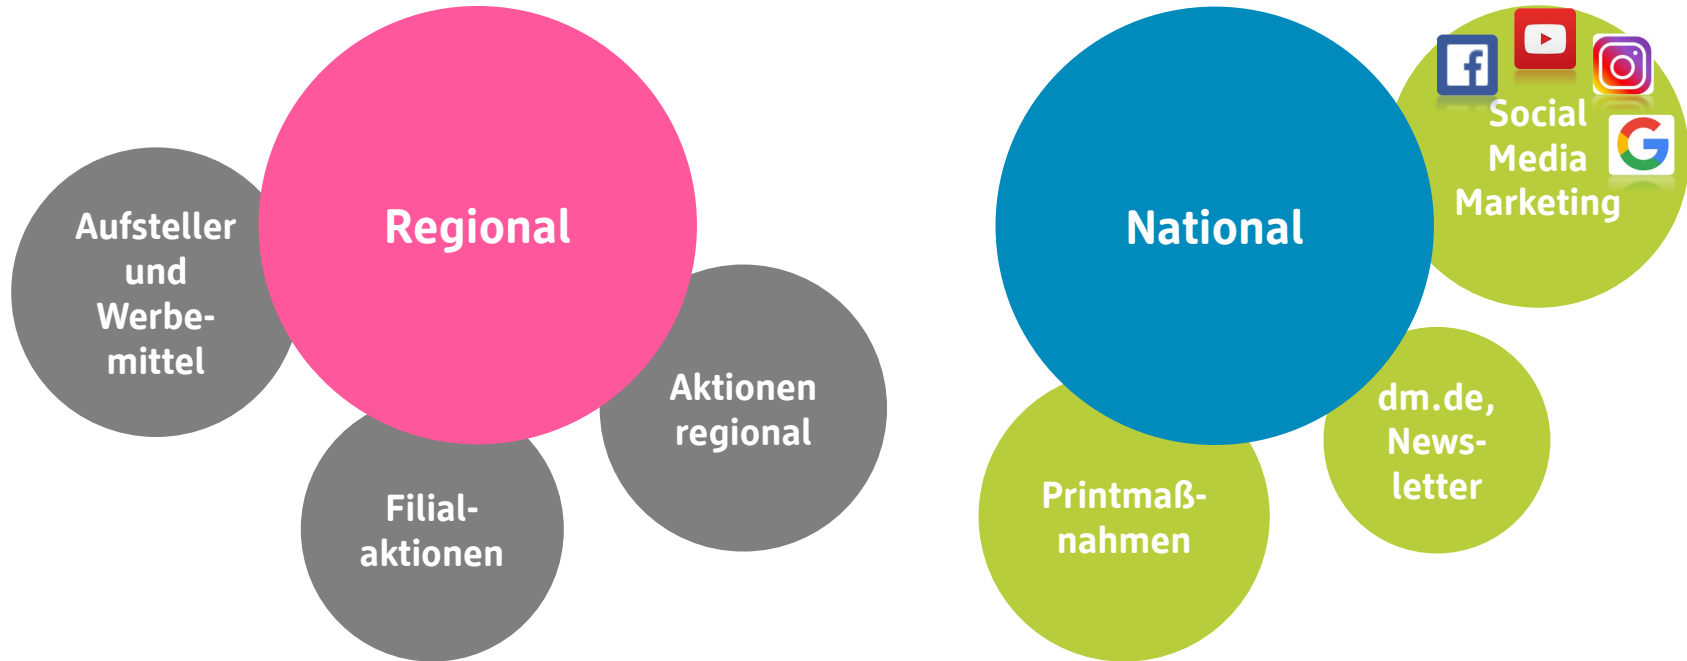 Regional
Aufsteller
und
Werbe-
mittel
Filial-
aktionen
Aktionen
regional
National
Social
Media
Marketing
dm.de,
News-
letter
Printmaß-
nahmen